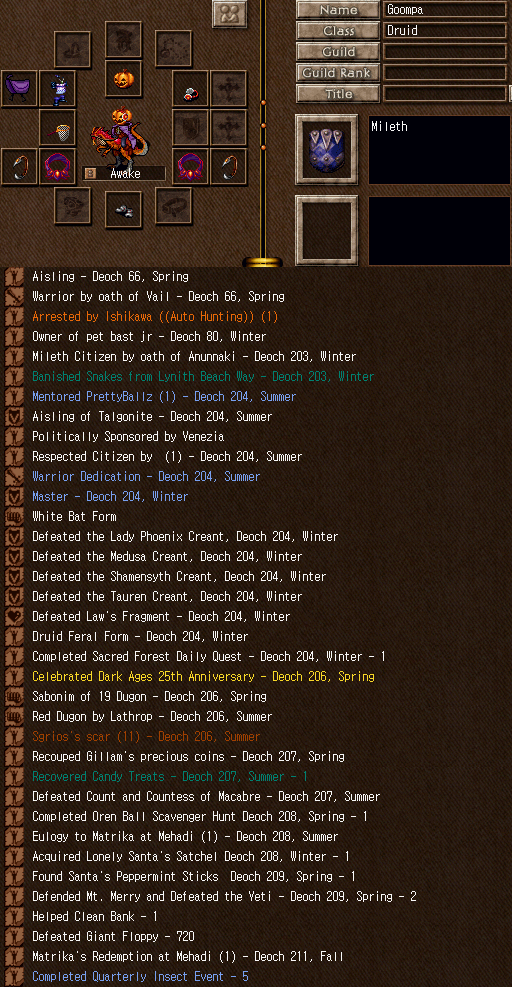 Name
Goompa
Class
Druid
Guild
Guild Rank
Title
Mileth
Awake
Aisling - Deoch 66, Spring
Warrior by oath of Vail - Deoch 66, Spring
Arrested by Ishikawa ((Auto Hunting)) (1)
Owner of pet bast jr - Deoch 80, Winter
Mileth Citizen by oath of Anunnaki - Deoch 203, Winter
Banished Snakes from Lynith Beach Way - Deoch 203, Winter
Mentored PrettyBallz (1) - Deoch 204, Summer
Aisling of Talgonite - Deoch 204, Summer
Politically Sponsored by Venezia
Respected Citizen by  (1) - Deoch 204, Summer
Warrior Dedication - Deoch 204, Summer
Master - Deoch 204, Winter
White Bat Form
Defeated the Lady Phoenix Creant, Deoch 204, Winter
Defeated the Medusa Creant, Deoch 204, Winter
Defeated the Shamensyth Creant, Deoch 204, Winter
Defeated the Tauren Creant, Deoch 204, Winter
Defeated Law's Fragment - Deoch 204, Winter
Druid Feral Form - Deoch 204, Winter
Completed Sacred Forest Daily Quest - Deoch 204, Winter - 1
Celebrated Dark Ages 25th Anniversary - Deoch 206, Spring
Sabonim of 19 Dugon - Deoch 206, Spring
Red Dugon by Lathrop - Deoch 206, Summer
Sgrios's scar (11) - Deoch 206, Summer
Recouped Gillam's precious coins - Deoch 207, Spring
Recovered Candy Treats - Deoch 207, Summer - 1
Defeated Count and Countess of Macabre - Deoch 207, Summer
Completed Oren Ball Scavenger Hunt Deoch 208, Spring - 1
Eulogy to Matrika at Mehadi (1) - Deoch 208, Summer
Acquired Lonely Santa's Satchel Deoch 208, Winter - 1
Found Santa's Peppermint Sticks  Deoch 209, Spring - 1
Defended Mt. Merry and Defeated the Yeti - Deoch 209, Spring - 2
Helped Clean Bank - 1
Defeated Giant Floppy - 720
Matrika's Redemption at Mehadi (1) - Deoch 211, Fall
Completed Quarterly Insect Event - 5